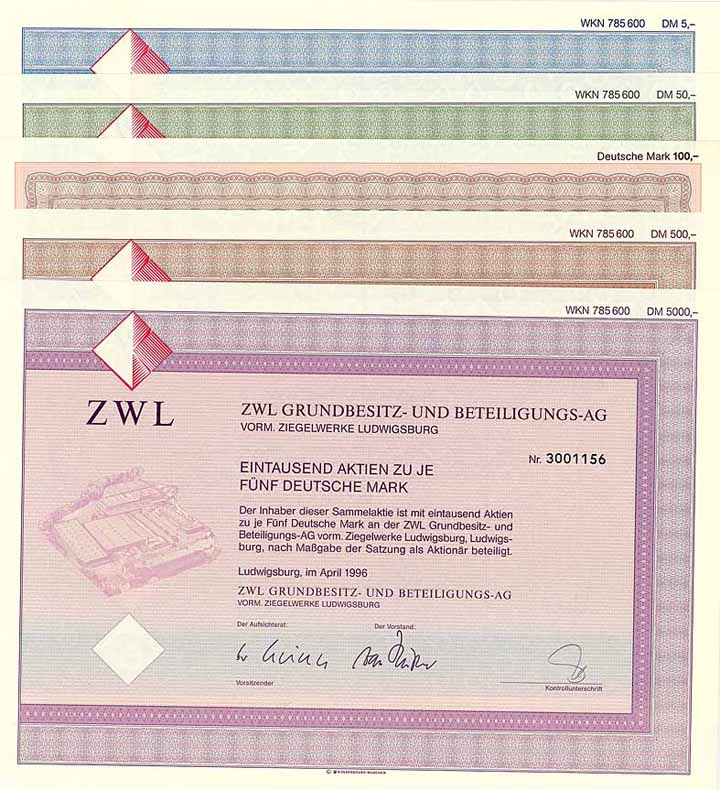 WKN 785 600 DM 5,–
WKN 785 600 DM 50,–
Deutsche Mark 100,–
WKN 785 600 DM 500,–
WKN 785 600 DM 5000,–
ZWL
ZWL GRUNDBESITZ- UND BETEILIGUNGS-AG
VORM. ZIEGELWERKE LUDWIGSBURG
Nr. 3001156
EINTAUSEND AKTIEN ZU JE
FÜNF DEUTSCHE MARK
Der Inhaber dieser Sammelaktie ist mit eintausend Aktien
zu je Fünf Deutsche Mark an der ZWL Grundbesitz- und
Beteiligungs-AG vorm. Ziegelwerke Ludwigsburg, Ludwigs-
burg, nach Maßgabe der Satzung als Aktionär beteiligt.
Ludwigsburg, im April 1996
ZWL GRUNDBESITZ- UND BETEILIGUNGS-AG
VORM. ZIEGELWERKE LUDWIGSBURG
Der Aufsichtsrat: Der Vorstand:
Vorsitzender
Kontrollunterschrift